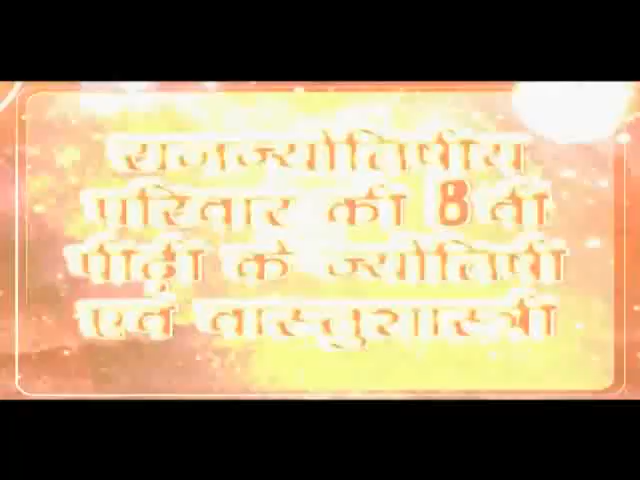 राजज्योतिषीय
परिवार की 8 वी
पीढ़ी के ज्योतिषी
एवं वास्तुशास्त्री